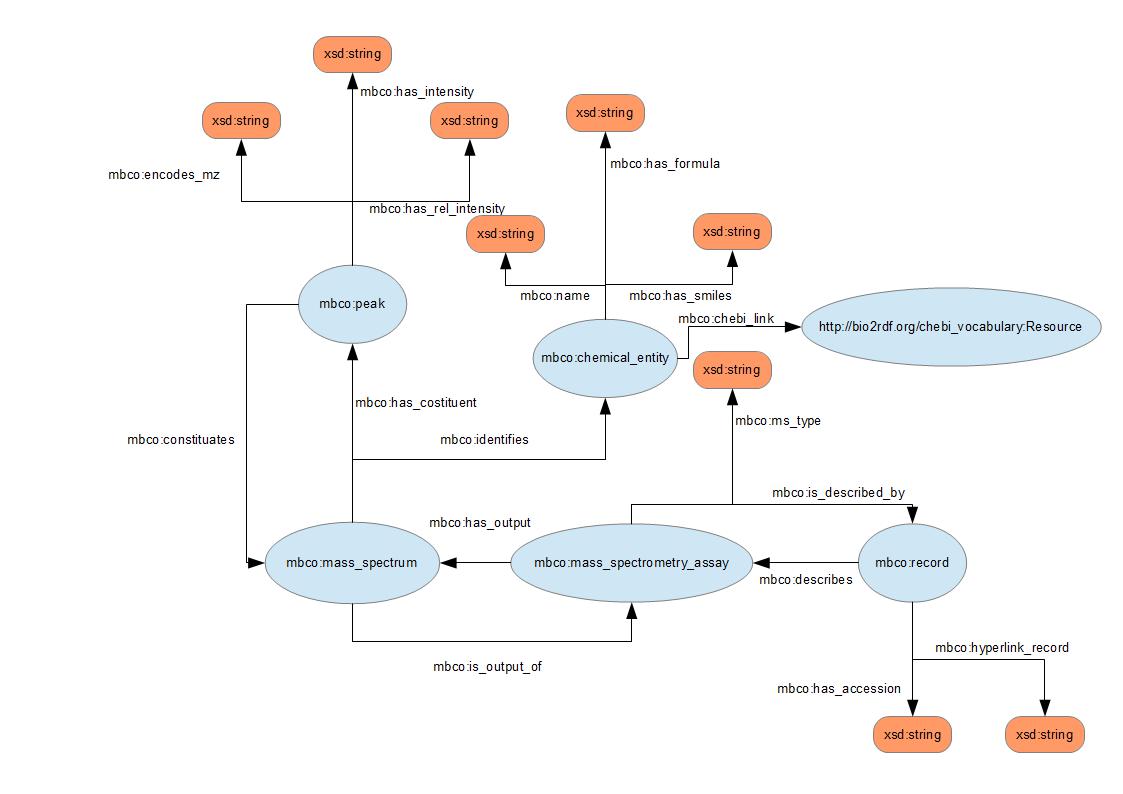 xsd:string
mbco:has_intensity
xsd:string
xsd:string
xsd:string
mbco:has_formula
mbco:encodes_mz
mbco:has_rel_intensity
xsd:string
xsd:string
mbco:name
mbco:has_smiles
mbco:peak
mbco:chebi_link
http://bio2rdf.org/chebi_vocabulary:Resource
mbco:chemical_entity
xsd:string
mbco:has_costituent
mbco:ms_type
mbco:constituates
mbco:identifies
mbco:is_described_by
mbco:has_output
mbco:mass_spectrum
mbco:mass_spectrometry_assay
mbco:record
mbco:describes
mbco:hyperlink_record
mbco:is_output_of
mbco:has_accession
xsd:string
xsd:string